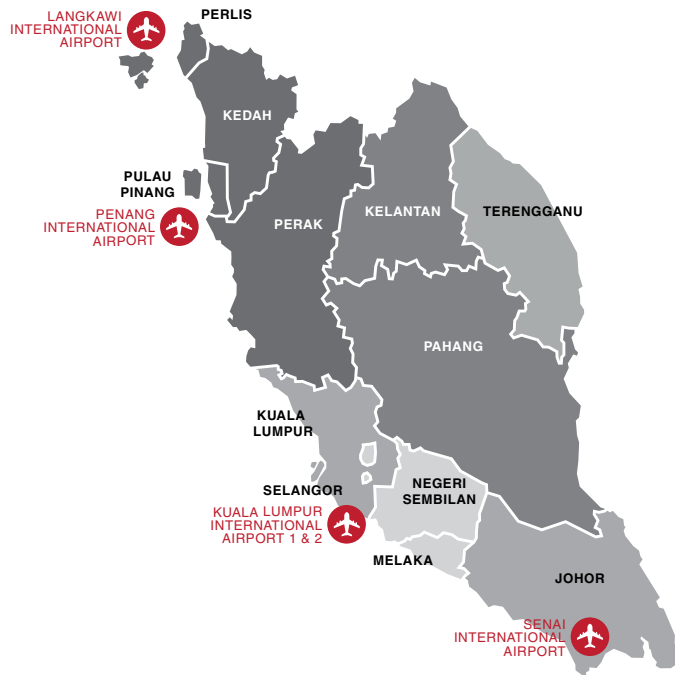 LANGKAWI
INTERNATIONAL
AIRPORT
PERLIS
KEDAH
PULAU
PINANG
PENANG
INTERNATIONAL
AIRPORT
PERAK
KELANTAN
TERENGGANU
PAHANG
KUALA
LUMPUR
SELANGOR
NEGERI
SEMBILAN
KUALA LUMPUR
INTERNATIONAL
AIRPORT 1 & 2
MELAKA
JOHOR
SENAI
INTERNATIONAL
AIRPORT